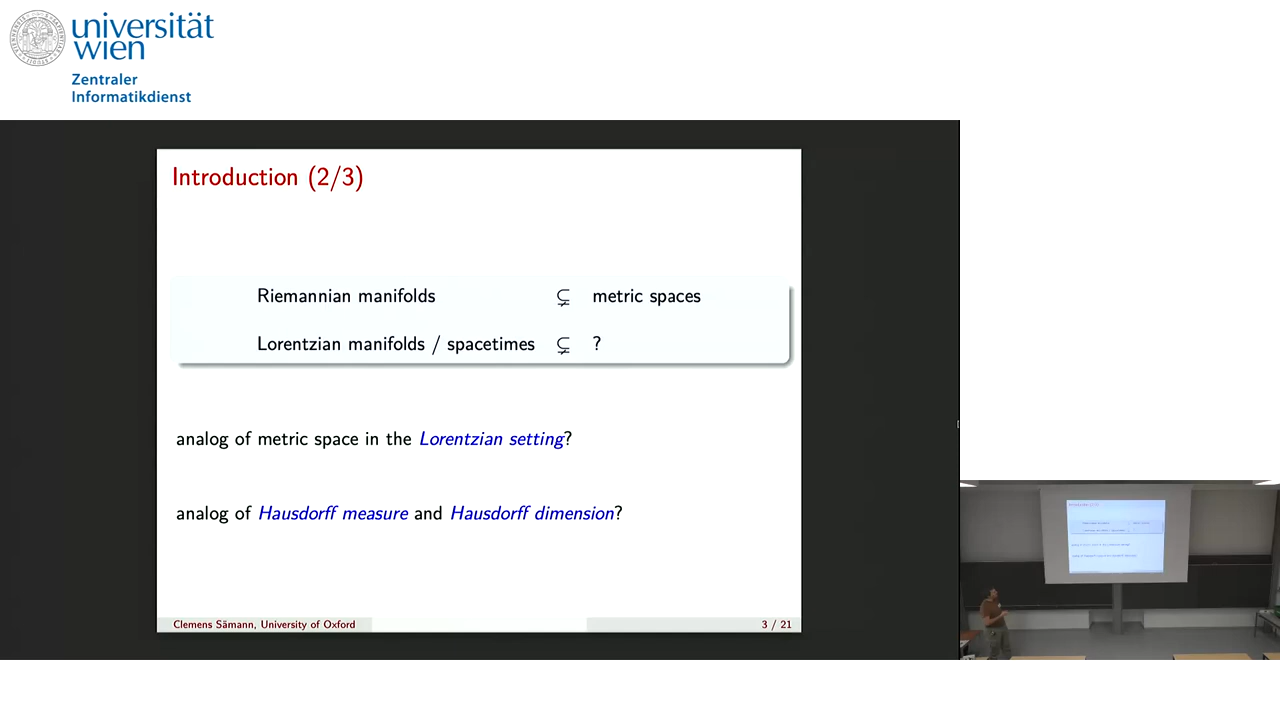 universität
wien
Zentraler
Informatikdienst
Introduction (2/3)
Riemannian manifolds ⊊ metric spaces
Lorentzian manifolds / spacetimes ⊊ ?
analog of metric space in the Lorentzian setting?
analog of Hausdorff measure and Hausdorff dimension?
Clemens Sämann, University of Oxford 3 / 21